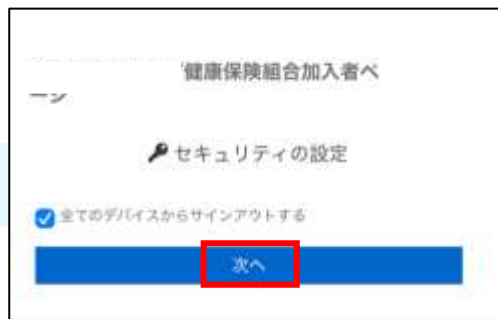 健康保険組合加入者ペ
ージ
セキュリティの設定
全てのデバイスからサインアウトする
次へ